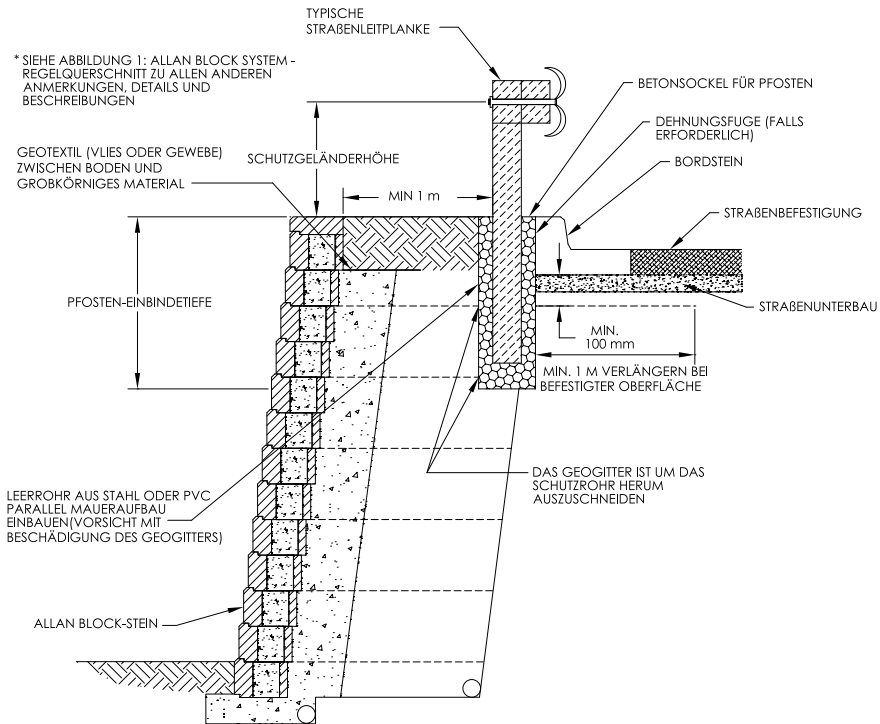 TYPISCHE
STRAßENLEITPLANKE
* SIEHE ABBILDUNG 1: ALLAN BLOCK SYSTEM -
REGELQUERSCHNITT ZU ALLEN ANDEREN
ANMERKUNGEN, DETAILS UND
BESCHREIBUNGEN
BETONSOCKEL FÜR PFOSTEN
DEHNUNGSFUGE (FALLS
ERFORDERLICH)
GEOTEXTIL (VLIES ODER GEWEBE)
ZWISCHEN BODEN UND
GROBKÖRNIGES MATERIAL
SCHUTZGELÄNDERHÖHE
BORDSTEIN
MIN 1 m
STRAßENBEFESTIGUNG
PFOSTEN-EINBINDETIEFE
STRAßENUNTERBAU
MIN.
100 mm
MIN. 1 M VERLÄNGERN BEI
BEFESTIGTER OBERFLÄCHE
DAS GEOGITTER IST UM DAS
SCHUTZROHR HERUM
AUSZUSCHNEIDEN
LEERROHR AUS STAHL ODER PVC
PARALLEL MAUERAUFBAU
EINBAUEN(VORSICHT MIT
BESCHÄDIGUNG DES GEOGITTERS)
ALLAN BLOCK-STEIN